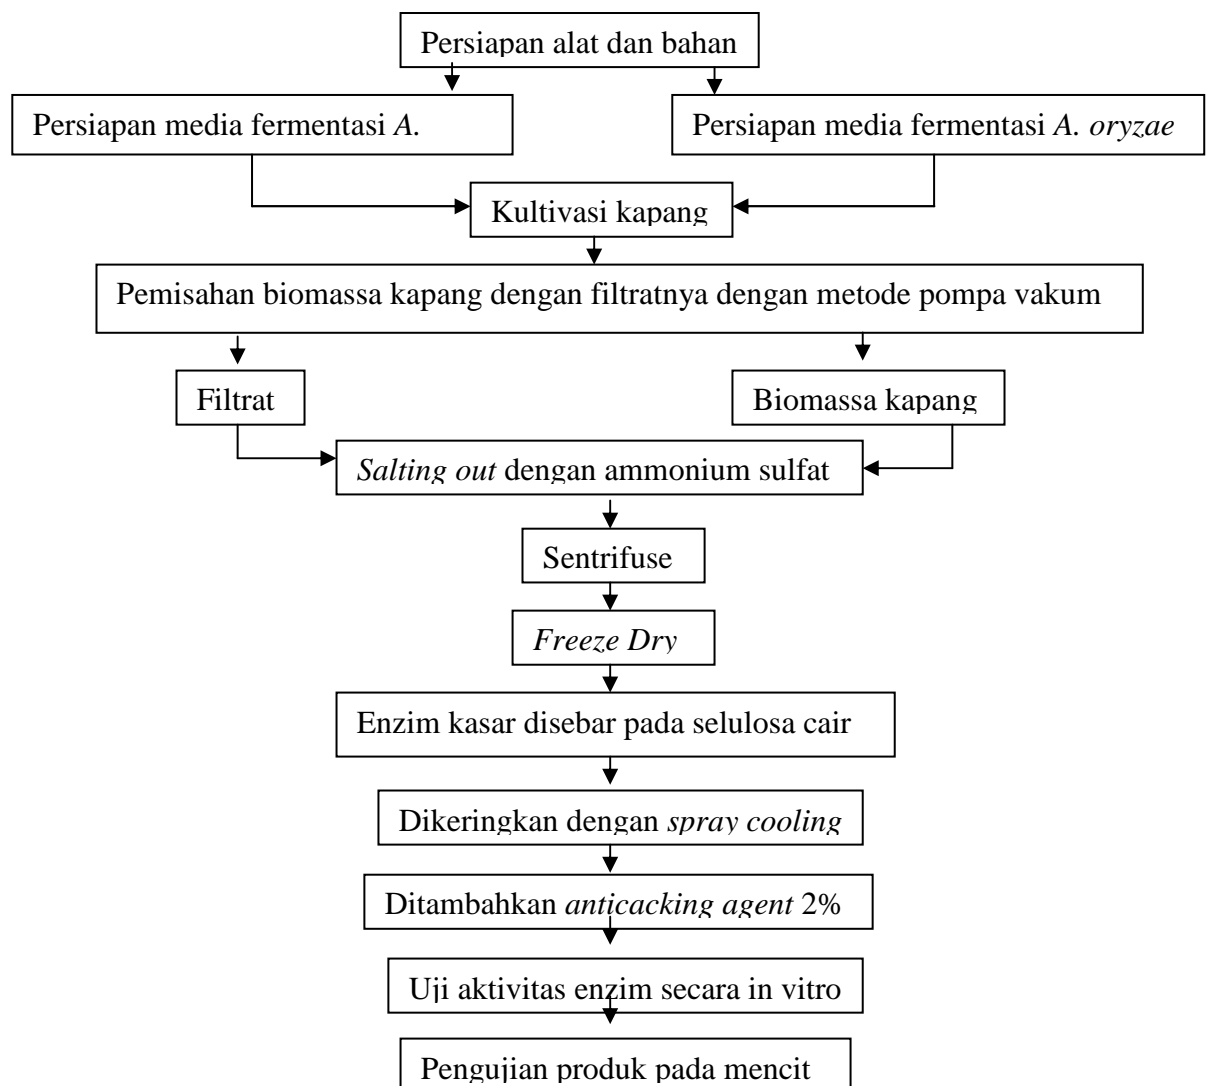 Persiapan alat dan bahan
Persiapan media fermentasi A.
Persiapan media fermentasi A. oryzae
Kultivasi kapang
Pemisahan biomassa kapang dengan filtratnya dengan metode pompa vakum
Filtrat
Biomassa kapang
Salting out dengan ammonium sulfat
Sentrifuse
Freeze Dry
Enzim kasar disebar pada selulosa cair
Dikeringkan dengan spray cooling
Ditambahkan anticacking agent 2%
Uji aktivitas enzim secara in vitro
Pengujian produk pada mencit